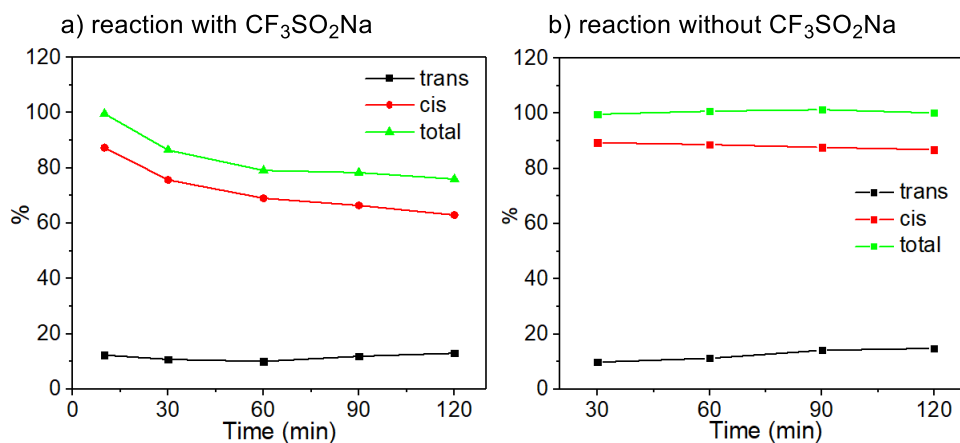 a) reaction with CF₃SO₂Na
120
100
80
60
40
20
0
%
trans
cis
total
0 30 60 90 120
Time (min)
b) reaction without CF₃SO₂Na
120
100
80
60
40
20
0
%
trans
cis
total
30 60 90 120
Time (min)